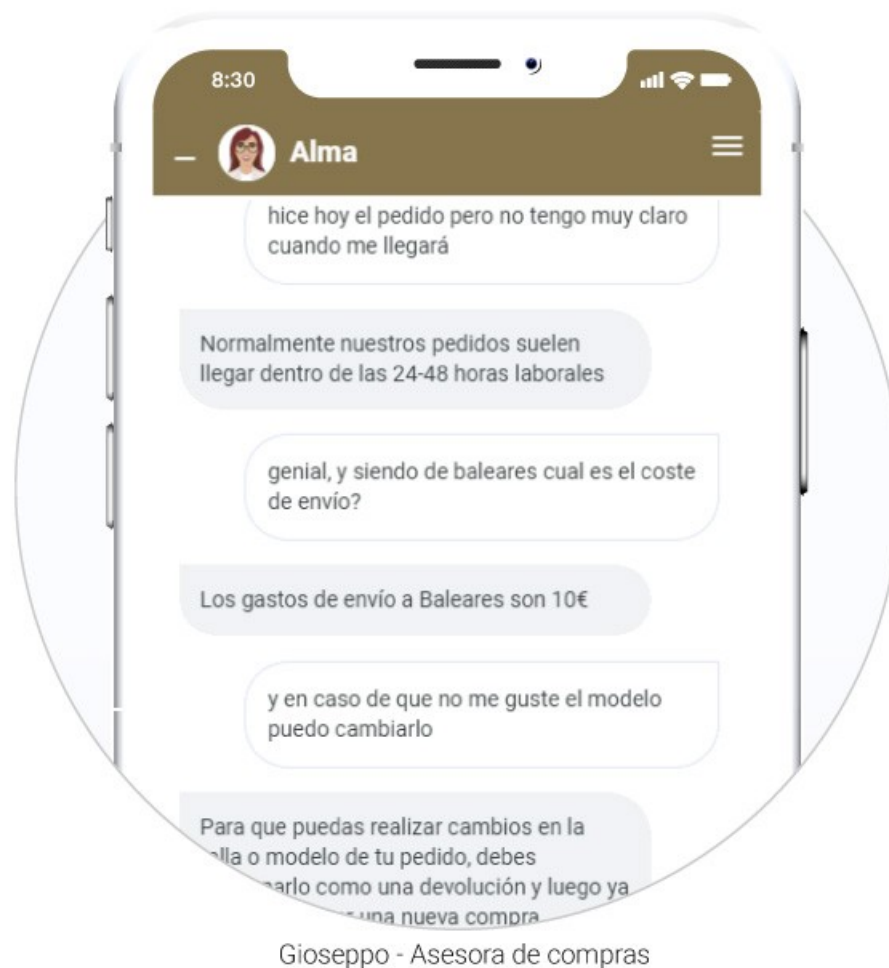 8:30
Alma
hice hoy el pedido pero no tengo muy claro
cuando me llegará
Normalmente nuestros pedidos suelen
llegar dentro de las 24-48 horas laborales
genial, y siendo de baleares cual es el coste
de envío?
Los gastos de envío a Baleares son 10€
y en caso de que no me guste el modelo
puedo cambiarlo
Para que puedas realizar cambios en la
o modelo de tu pedido, debes
como una devolución y luego ya
una nueva compra
Gioseppo - Asesora de compras